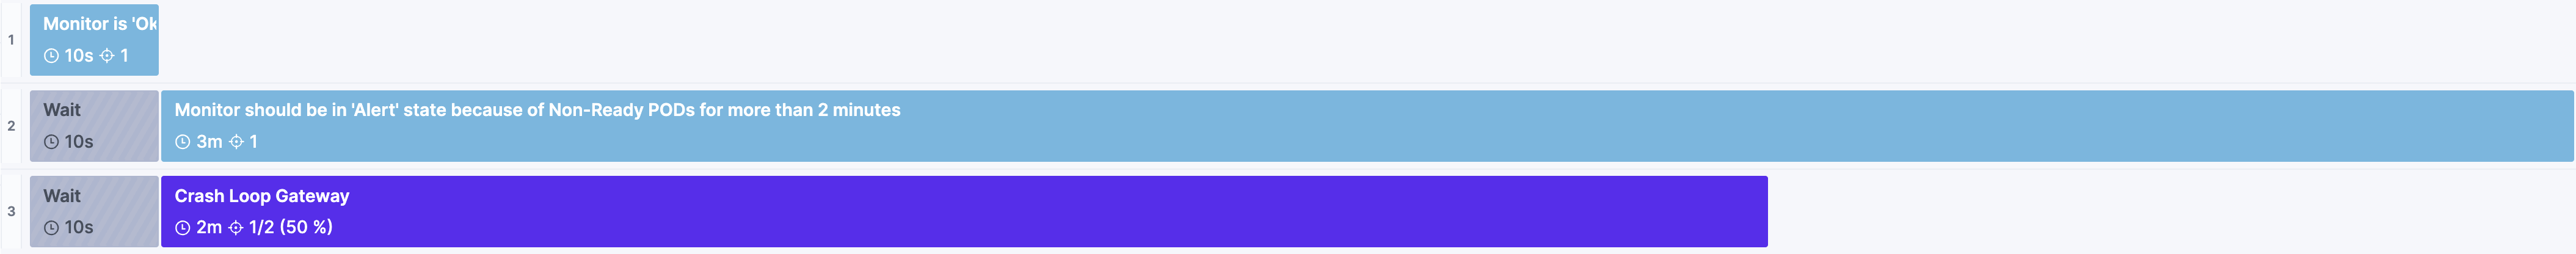 1
Monitor is 'Ok
10s 1
2
Wait
10s
Monitor should be in 'Alert' state because of Non-Ready PODs for more than 2 minutes
3m 1
3
Wait
10s
Crash Loop Gateway
2m 1/2 (50 %)